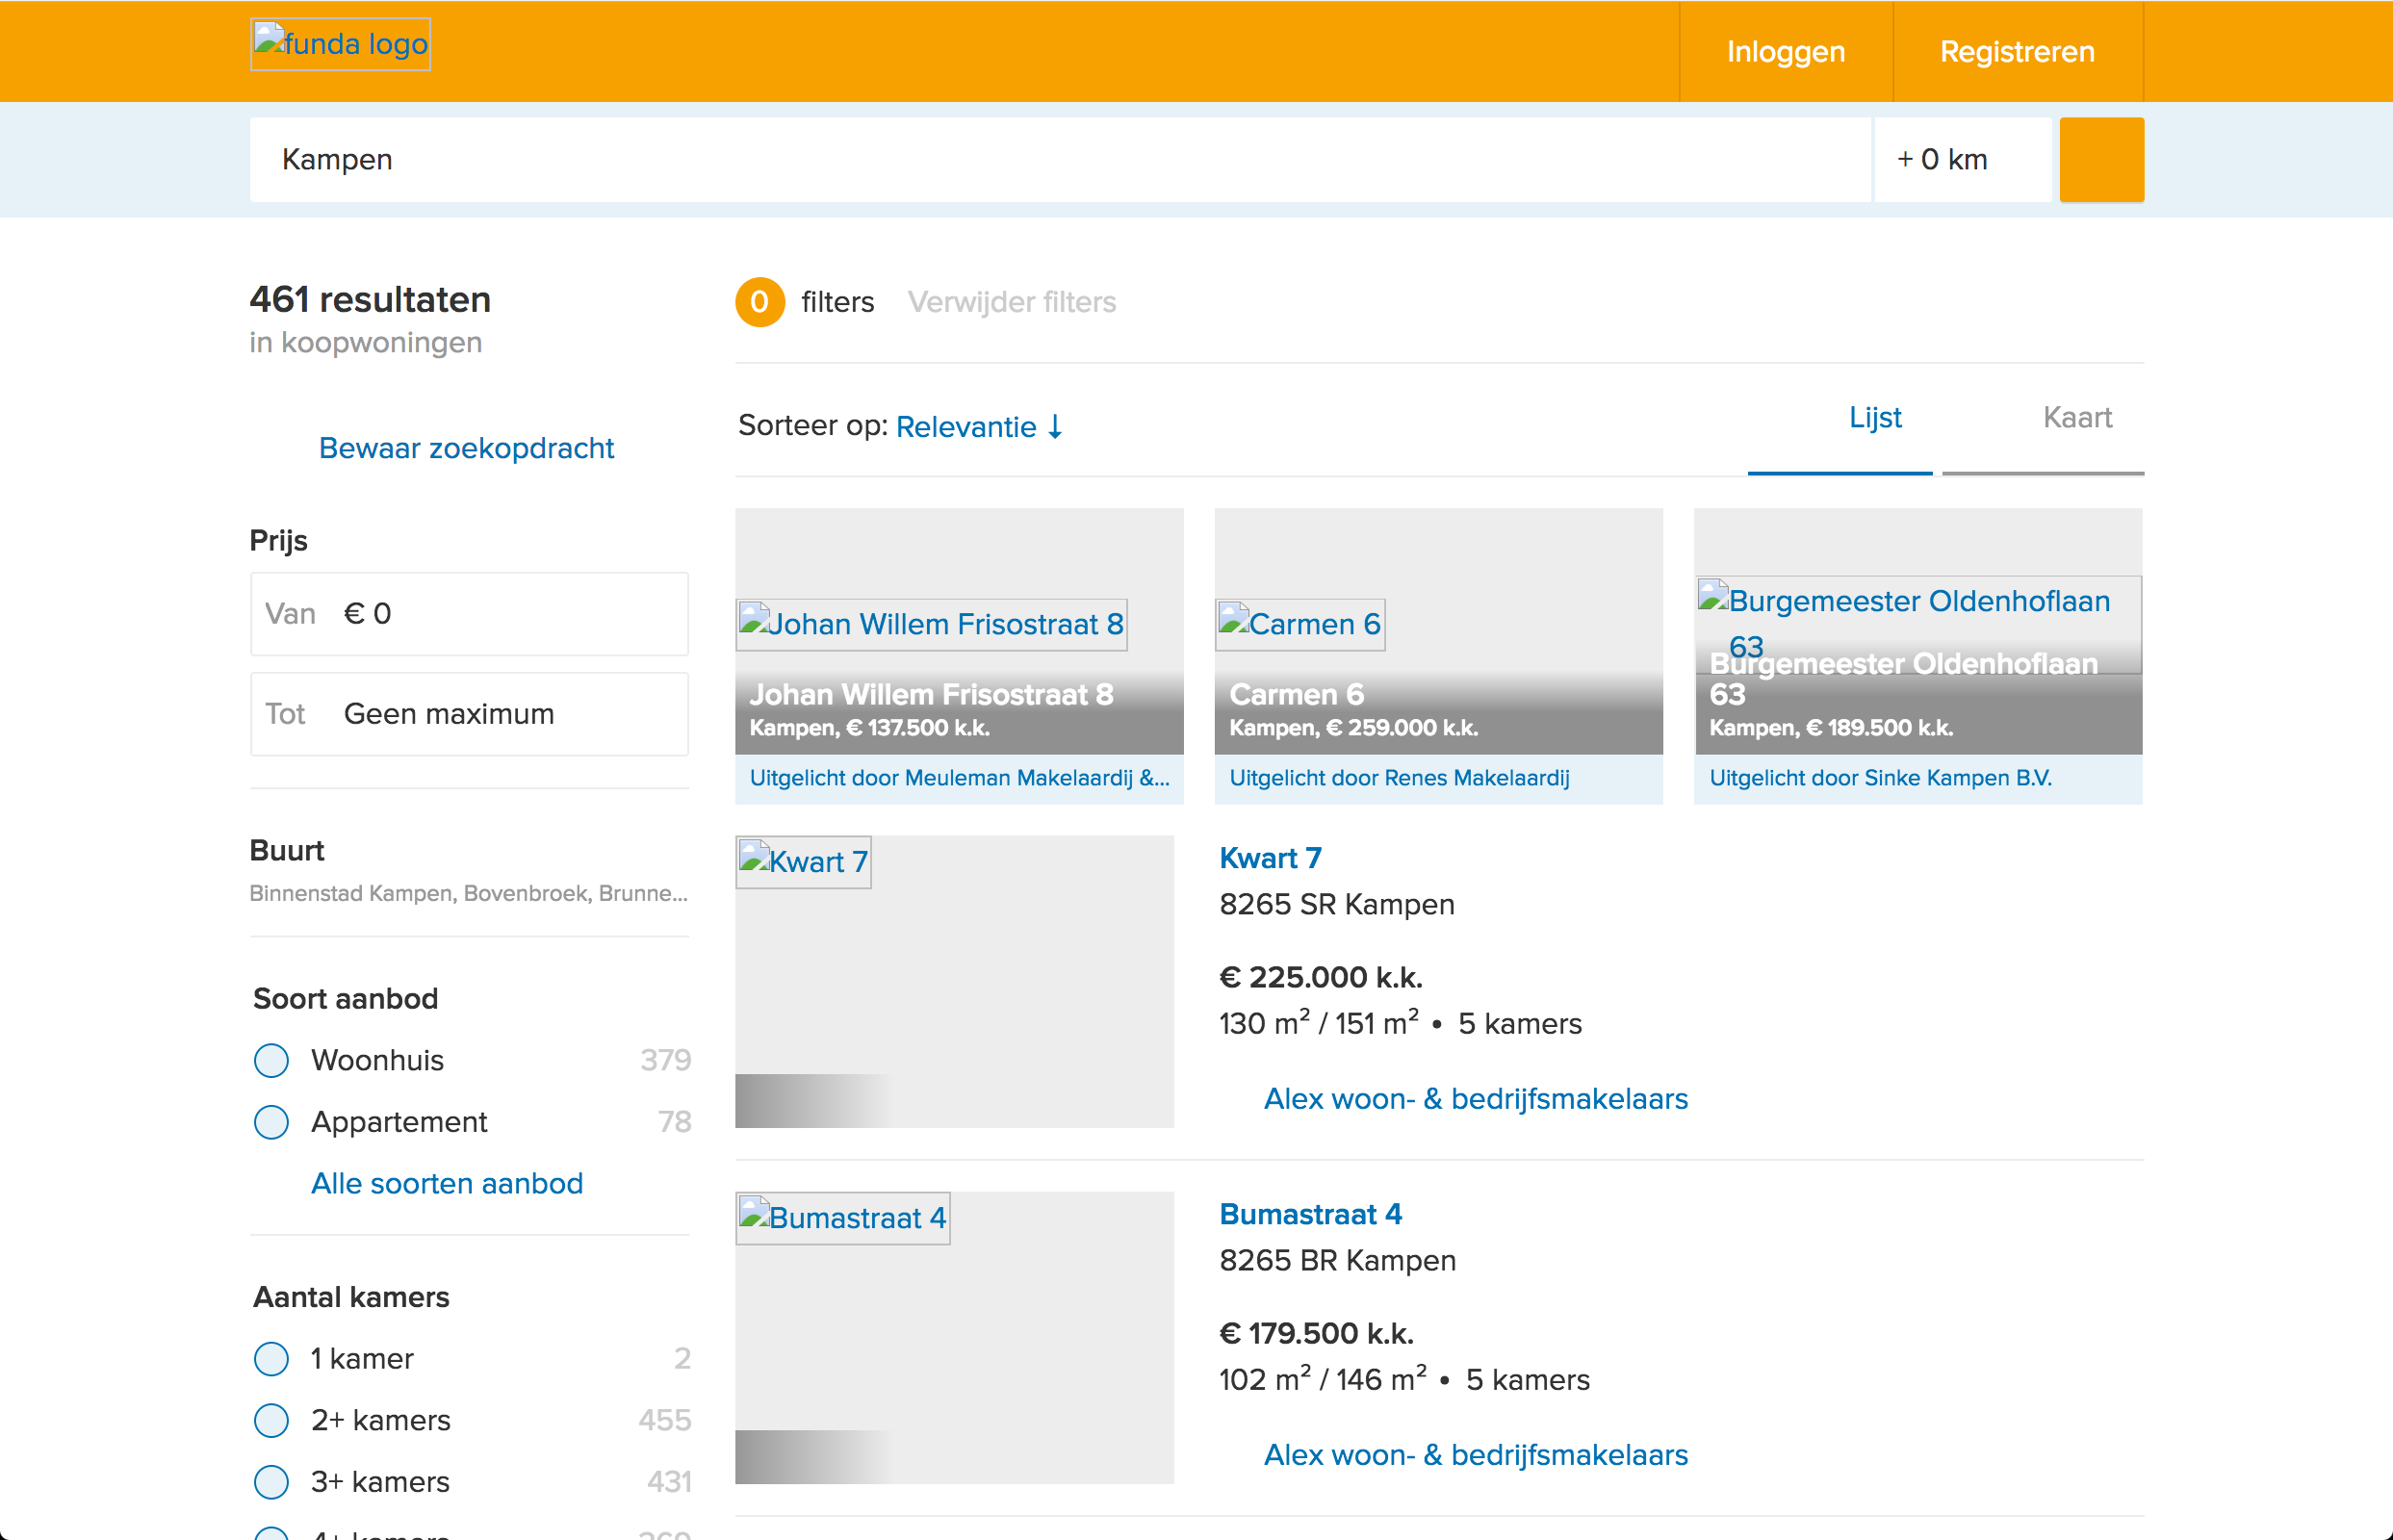 funda logo
Inloggen
Registreren
Kampen
+ 0 km
461 resultaten
in koopwoningen
0 filters Verwijder filters
Bewaar zoekopdracht
Sorteer op: Relevantie ↓
Lijst
Kaart
Prijs
Van € 0
Tot Geen maximum
Buurt
Binnenstad Kampen, Bovenbroek, Brunne...
Soort aanbod
Woonhuis 379
Appartement 78
Alle soorten aanbod
Aantal kamers
1 kamer 2
2+ kamers 455
3+ kamers 431
4+ kamers 369
Johan Willem Frisostraat 8
Johan Willem Frisostraat 8
Kampen, € 137.500 k.k.
Uitgelicht door Meuleman Makelaardij &...
Carmen 6
Carmen 6
Kampen, € 259.000 k.k.
Uitgelicht door Renes Makelaardij
Burgemeester Oldenhoflaan
63
Burgemeester Oldenhoflaan
63
Kampen, € 189.500 k.k.
Uitgelicht door Sinke Kampen B.V.
Kwart 7
Kwart 7
8265 SR Kampen
€ 225.000 k.k.
130 m² / 151 m² • 5 kamers
Alex woon- & bedrijfsmakelaars
Bumastraat 4
Bumastraat 4
8265 BR Kampen
€ 179.500 k.k.
102 m² / 146 m² • 5 kamers
Alex woon- & bedrijfsmakelaars